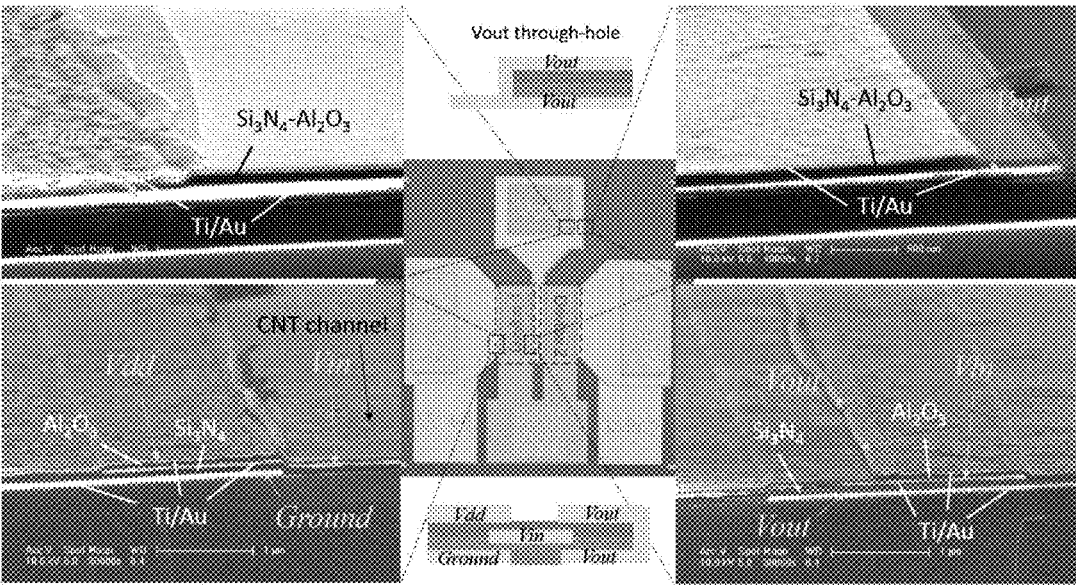 Vout through-hole
Vout
Vout
Si₃N₄-Al₂O₃
Ti/Au
Si₃N₄-Al₂O₃
Ti/Au
CNT channel
Vdd
Vin
Al₂O₃
Si₃N₄
Ti/Au
Ground
1 μm
Vout
Vin
Si₃N₄
Al₂O₃
Vout
Ti/Au
1 μm
Vdd
Vout
Vin
Ground
Vout